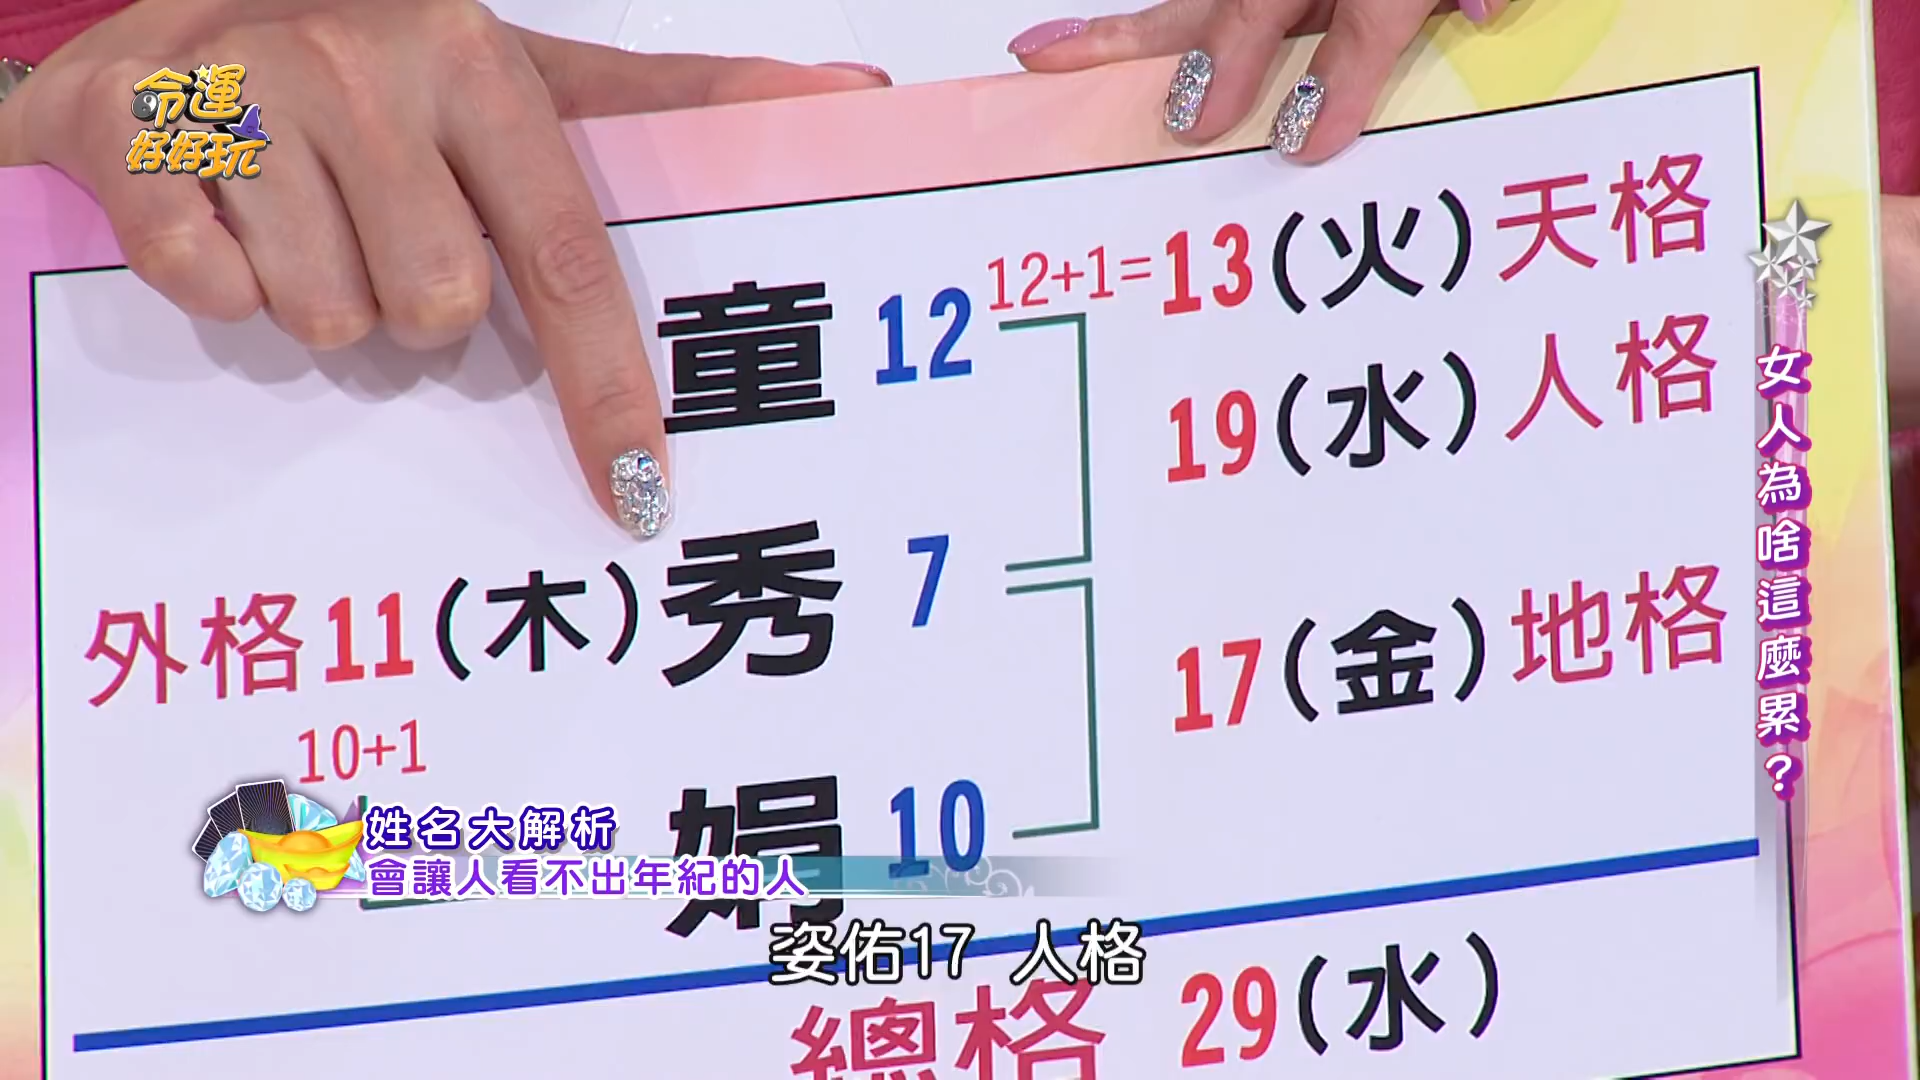 命運
好好玩
童 12 12+1=13(火)天格
19(水)人格
外格11(木)秀 7
17(金)地格
10+1
娟 10
總格 29(水)
女人為啥這麼累？
姓名大解析
會讓人看不出年紀的人
姿佑17 人格